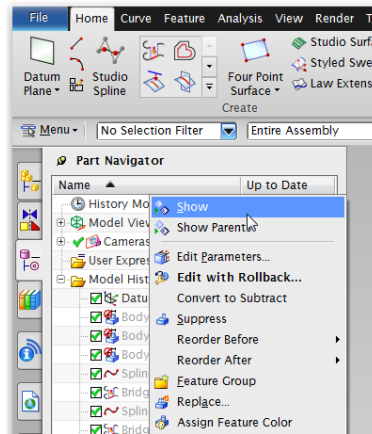 File Home Curve Feature Analysis View Render
Studio
Swe
Datum Plane
Studio Spline
Four Point Surface
Law Extens
Create
Menu No Selection Filter Entire Assembly
Part Navigator
Name Up to Date
History Mo
Show
Model View
Show Parents
Cameras
User Expres
Edit Parameters...
Model Hist
Edit with Rollback...
Datu
Convert to Subtract
Body
Suppress
Body
Reorder Before
Body
Reorder After
Splin
Feature Group
Bridg
Replace...
Splin
Assign Feature Color
Bridg